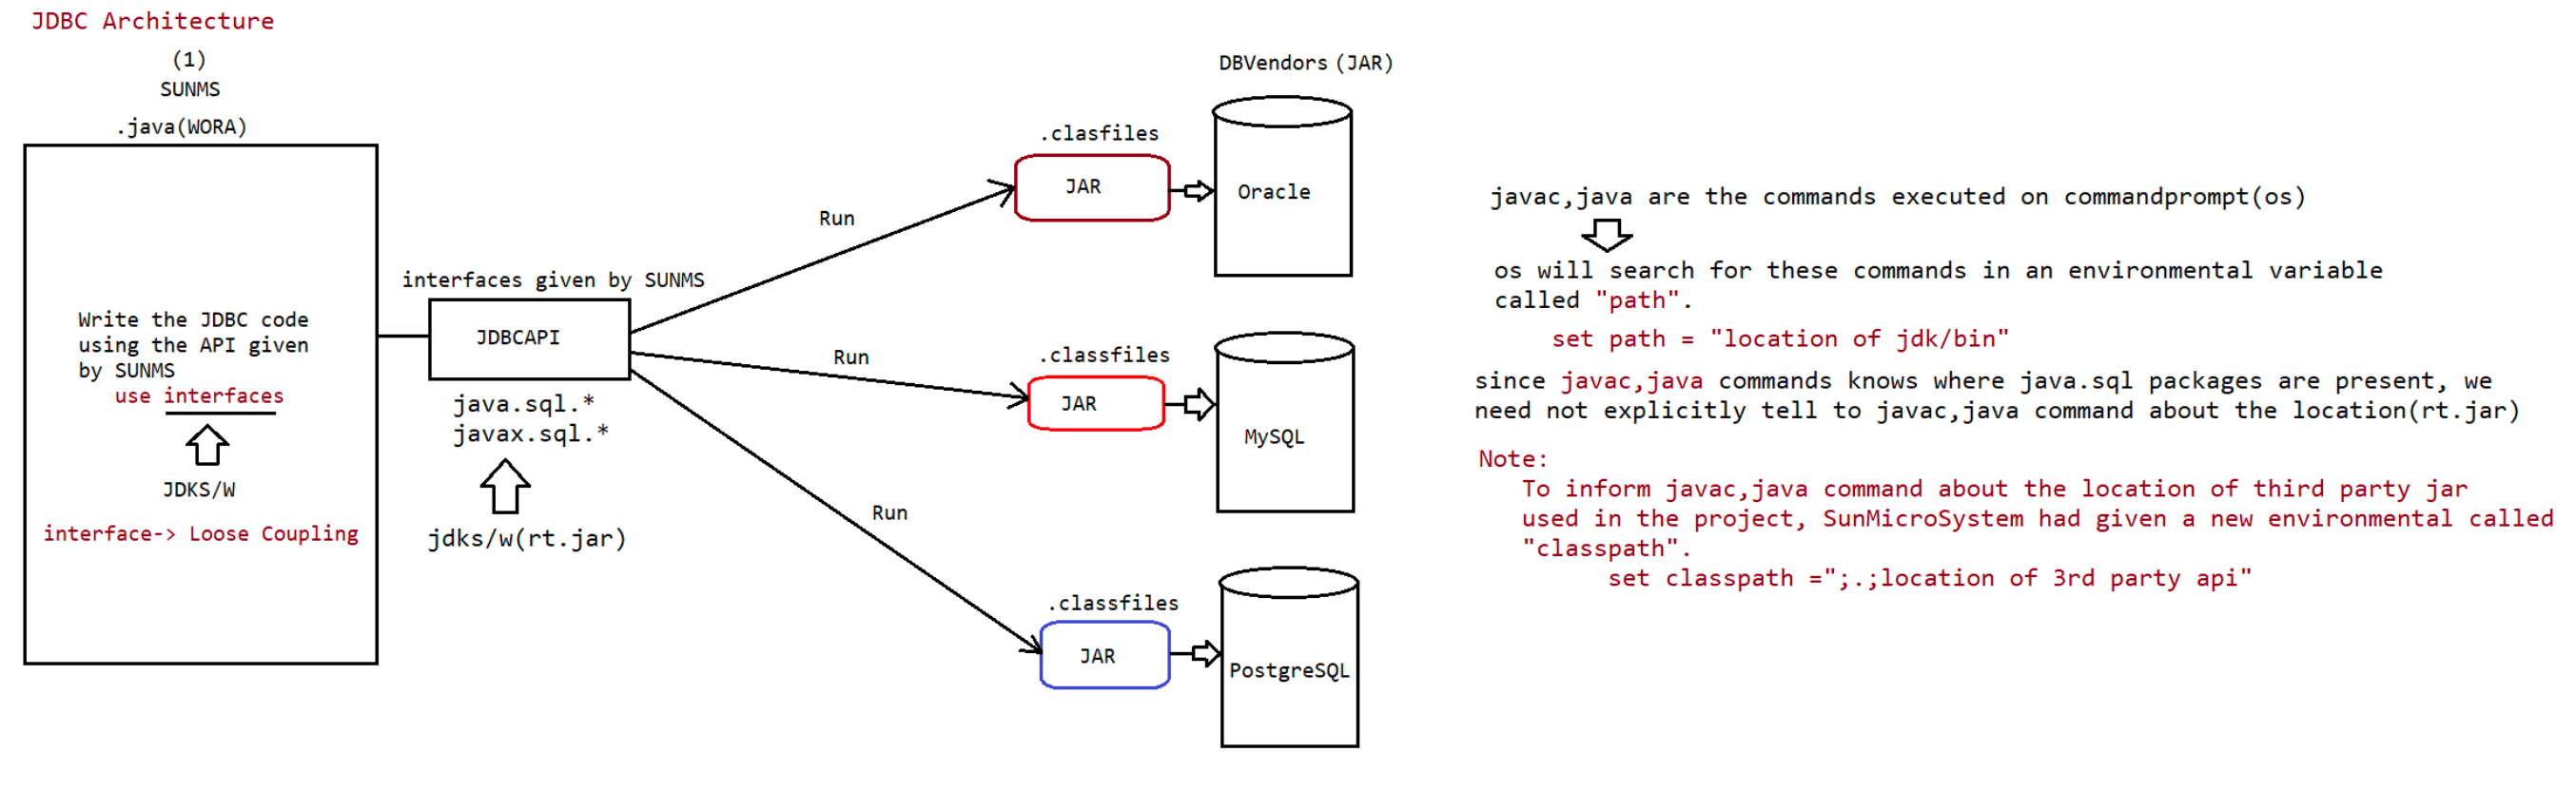 JDBC Architecture
(1)
SUNMS
.java(WORA)
Write the JDBC code
using the API given
by SUNMS
use interfaces
JDKS/W
interface-> Loose Coupling
interfaces given by SUNMS
JDBCAPI
java.sql.*
javax.sql.*
jdks/w(rt.jar)
Run
Run
Run
DBVendors (JAR)
.clasfiles
JAR
Oracle
.classfiles
JAR
MySQL
.classfiles
JAR
PostgreSQL
javac,java are the commands executed on commandprompt(os)
os will search for these commands in an environmental variable
called "path".
set path = "location of jdk/bin"
since javac,java commands knows where java.sql packages are present, we
need not explicitly tell to javac,java command about the location(rt.jar)
Note:
To inform javac,java command about the location of third party jar
used in the project, SunMicroSystem had given a new environmental called
"classpath".
set classpath =";.;location of 3rd party api"